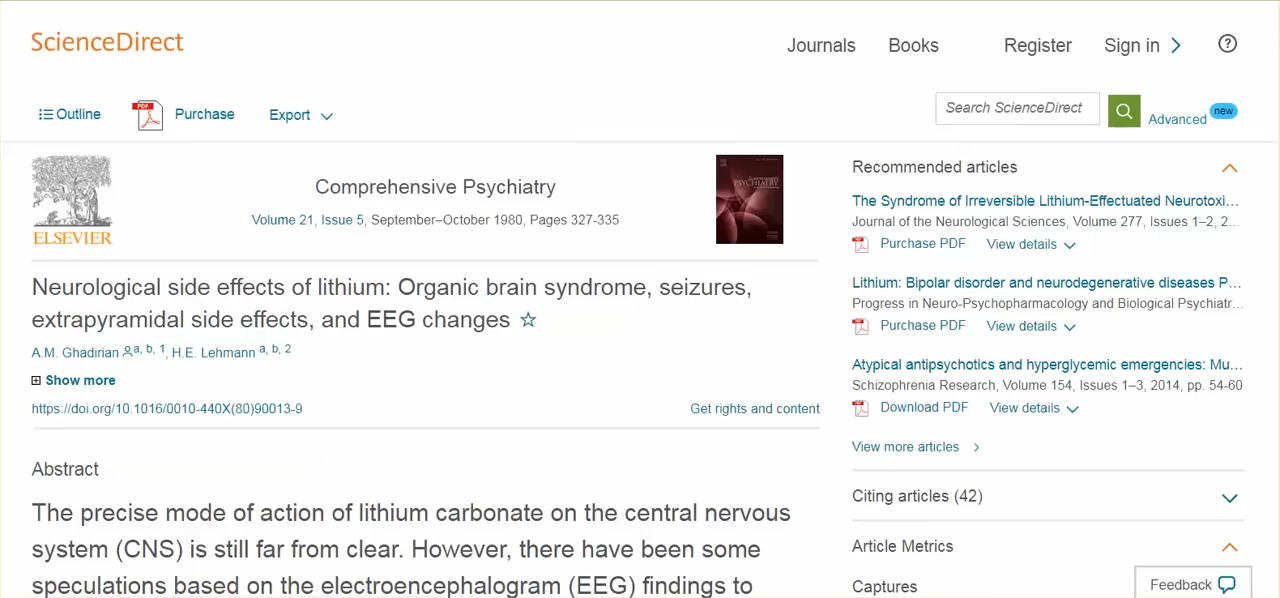 ScienceDirect
Journals Books Register Sign in
Outline Purchase Export Search ScienceDirect Advanced new
ELSEVIER
Comprehensive Psychiatry
Volume 21, Issue 5, September–October 1980, Pages 327-335
Neurological side effects of lithium: Organic brain syndrome, seizures,
extrapyramidal side effects, and EEG changes ☆
A.M. Ghadirian a, b, 1, H.E. Lehmann a, b, 2
Show more
https://doi.org/10.1016/0010-440X(80)90013-9 Get rights and content
Abstract
The precise mode of action of lithium carbonate on the central nervous
system (CNS) is still far from clear. However, there have been some
speculations based on the electroencephalogram (EEG) findings to
Recommended articles
The Syndrome of Irreversible Lithium-Effectuated Neurotoxi...
Journal of the Neurological Sciences, Volume 277, Issues 1–2, 2...
PDF Purchase PDF View details
Lithium: Bipolar disorder and neurodegenerative diseases P...
Progress in Neuro-Psychopharmacology and Biological Psychiatr...
PDF Purchase PDF View details
Atypical antipsychotics and hyperglycemic emergencies: Mu...
Schizophrenia Research, Volume 154, Issues 1–3, 2014, pp. 54-60
PDF Download PDF View details
View more articles
Citing articles (42)
Article Metrics
Captures
Feedback